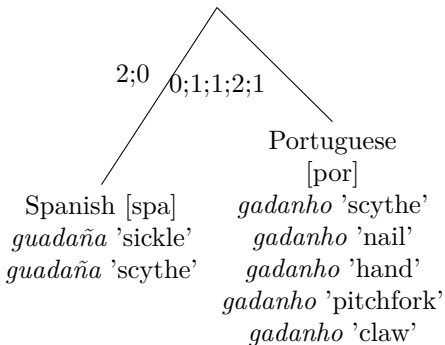 2;0
0;1;1;2;1
Portuguese
[por]
gadanho 'scythe'
gadanho 'nail'
gadanho 'hand'
gadanho 'pitchfork'
gadanho 'claw'
Spanish [spa]
guadaña 'sickle'
guadaña 'scythe'